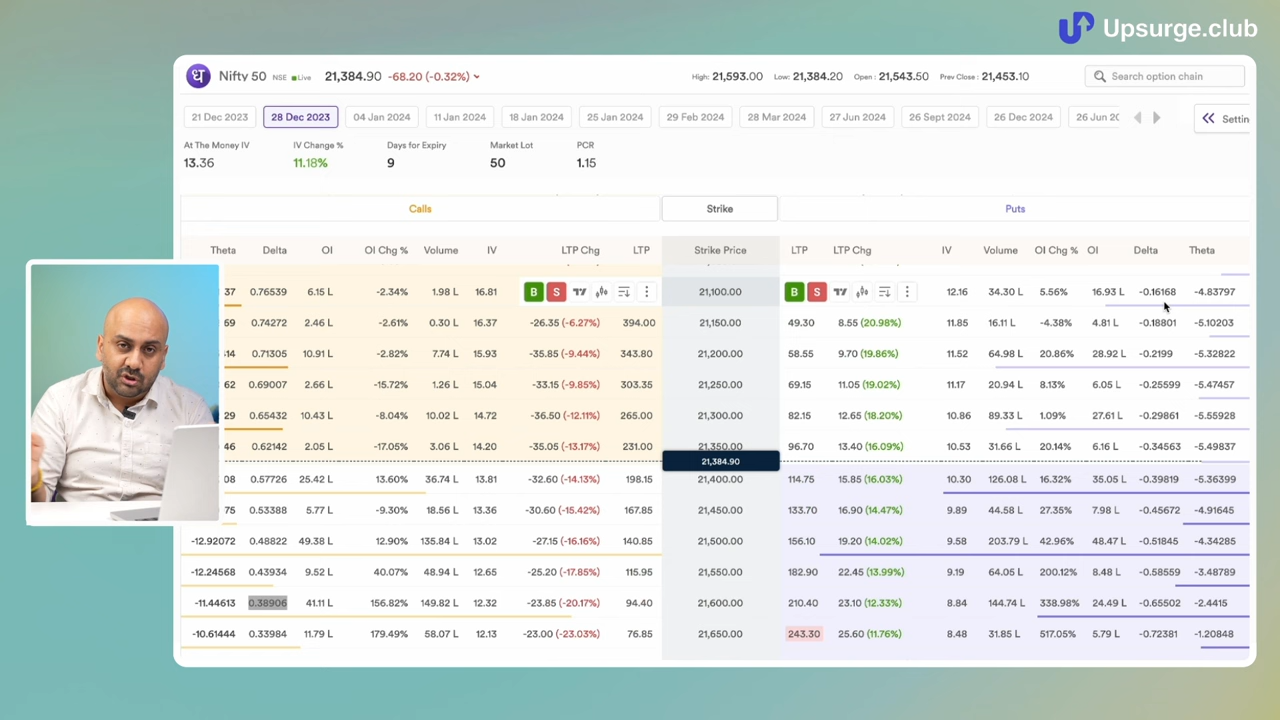 Upsurge.club
ध Nifty 50 NSE Live 21,384.90 -68.20 (-0.32%) High: 21,593.00 Low: 21,384.20 Open : 21,543.50 Prev Close : 21,453.10 Search option chain
21 Dec 2023 28 Dec 2023 04 Jan 2024 11 Jan 2024 18 Jan 2024 25 Jan 2024 29 Feb 2024 28 Mar 2024 27 Jun 2024 26 Sept 2024 26 Dec 2024 26 Jun 20 Settin
At The Money IV IV Change % Days for Expiry Market Lot PCR
13.36 11.18% 9 50 1.15
Calls Strike Puts
Theta Delta OI OI Chg % Volume IV LTP Chg LTP Strike Price LTP LTP Chg IV Volume OI Chg % OI Delta Theta
37 0.76539 6.15 L -2.34% 1.98 L 16.81 B S 21,100.00 B S 12.16 34.30 L 5.56% 16.93 L -0.16168 -4.83797
69 0.74272 2.46 L -2.61% 0.30 L 16.37 -26.35 (-6.27%) 394.00 21,150.00 49.30 8.55 (20.98%) 11.85 16.11 L -4.38% 4.81 L -0.18801 -5.10203
14 0.71305 10.91 L -2.82% 7.74 L 15.93 -35.85 (-9.44%) 343.80 21,200.00 58.55 9.70 (19.86%) 11.52 64.98 L 20.86% 28.92 L -0.2199 -5.32822
62 0.69007 2.66 L -15.72% 1.26 L 15.04 -33.15 (-9.85%) 303.35 21,250.00 69.15 11.05 (19.02%) 11.17 20.94 L 8.13% 6.05 L -0.25599 -5.47457
29 0.65432 10.43 L -8.04% 10.02 L 14.72 -36.50 (-12.11%) 265.00 21,300.00 82.15 12.65 (18.20%) 10.86 89.33 L 1.09% 27.61 L -0.29861 -5.55928
46 0.62142 2.05 L -17.05% 3.06 L 14.20 -35.05 (-13.17%) 231.00 21,350.00 96.70 13.40 (16.09%) 10.53 31.66 L 20.14% 6.16 L -0.34563 -5.49837
21,384.90
08 0.57726 25.42 L 13.60% 36.74 L 13.81 -32.60 (-14.13%) 198.15 21,400.00 114.75 15.85 (16.03%) 10.30 126.08 L 16.32% 35.05 L -0.39819 -5.36399
75 0.53388 5.77 L -9.30% 18.56 L 13.36 -30.60 (-15.42%) 167.85 21,450.00 133.70 16.90 (14.47%) 9.89 44.58 L 27.35% 7.98 L -0.45672 -4.91645
-12.92072 0.48822 49.38 L 12.90% 135.84 L 13.02 -27.15 (-16.16%) 140.85 21,500.00 156.10 19.20 (14.02%) 9.58 203.79 L 42.96% 48.47 L -0.51845 -4.34285
-12.24568 0.43934 9.52 L 40.07% 48.94 L 12.65 -25.20 (-17.85%) 115.95 21,550.00 182.90 22.45 (13.99%) 9.19 64.05 L 200.12% 8.48 L -0.58559 -3.48789
-11.44613 0.38906 41.11 L 156.82% 149.82 L 12.32 -23.85 (-20.17%) 94.40 21,600.00 210.40 23.10 (12.33%) 8.84 144.74 L 338.98% 24.49 L -0.65502 -2.4415
-10.61444 0.33984 11.79 L 179.49% 58.07 L 12.13 -23.00 (-23.03%) 76.85 21,650.00 243.30 25.60 (11.76%) 8.48 31.85 L 517.05% 5.79 L -0.72381 -1.20848